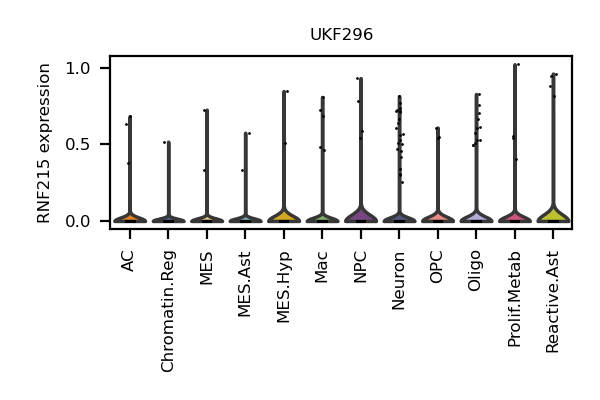 UKF296
RNF215 expression
1.0
0.5
0.0
AC
Chromatin.Reg
MES
MES.Ast
MES.Hyp
Mac
NPC
Neuron
OPC
Oligo
Prolif.Metab
Reactive.Ast